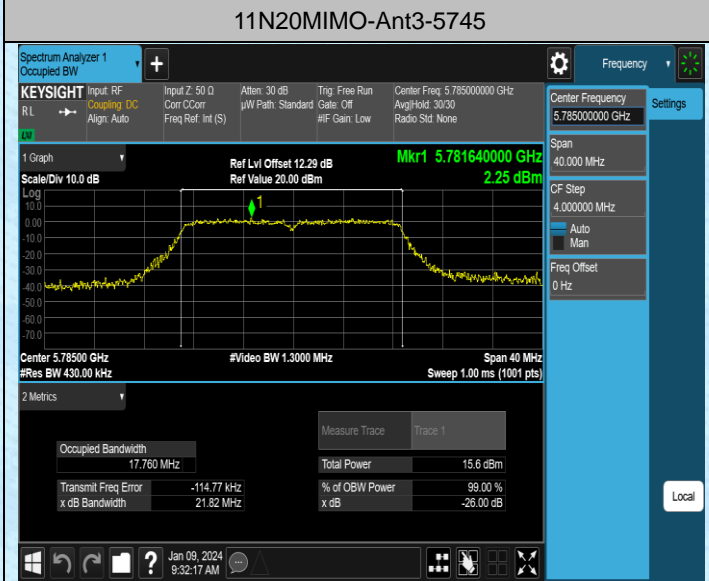 11N20MIMO-Ant3-5745
Spectrum Analyzer 1
Occupied BW
+
Frequency
KEYSIGHT
RL
LXI
Input: RF
Coupling: DC
Align: Auto
Input Z: 50 Ω
Corr CCorr
Freq Ref: Int (S)
Atten: 30 dB
µW Path: Standard
Trig: Free Run
Gate: Off
#IF Gain: Low
Center Freq: 5.785000000 GHz
Avg|Hold: 30/30
Radio Std: None
Center Frequency
5.785000000 GHz
Settings
Span
40.000 MHz
CF Step
4.000000 MHz
Auto
Man
Freq Offset
0 Hz
1 Graph
Scale/Div 10.0 dB
Ref Lvl Offset 12.29 dB
Ref Value 20.00 dBm
Mkr1 5.781640000 GHz
2.25 dBm
Log
10.0
0.00
-10.0
-20.0
-30.0
-40.0
-50.0
-60.0
-70.0
1
Center 5.78500 GHz
#Res BW 430.00 kHz
#Video BW 1.3000 MHz
Span 40 MHz
Sweep 1.00 ms (1001 pts)
2 Metrics
Measure Trace Trace 1
Occupied Bandwidth
17.760 MHz
Total Power 15.6 dBm
Transmit Freq Error -114.77 kHz
% of OBW Power 99.00 %
x dB Bandwidth 21.82 MHz
x dB -26.00 dB
Local
?
Jan 09, 2024
9:32:17 AM